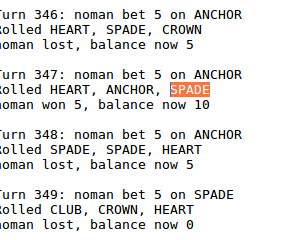 Turn 346: noman bet 5 on ANCHOR
Rolled HEART, SPADE, CROWN
noman lost, balance now 5
Turn 347: noman bet 5 on ANCHOR
Rolled HEART, ANCHOR, SPADE
noman won 5, balance now 10
Turn 348: noman bet 5 on ANCHOR
Rolled SPADE, SPADE, HEART
noman lost, balance now 5
Turn 349: noman bet 5 on SPADE
Rolled CLUB, CROWN, HEART
noman lost, balance now 0